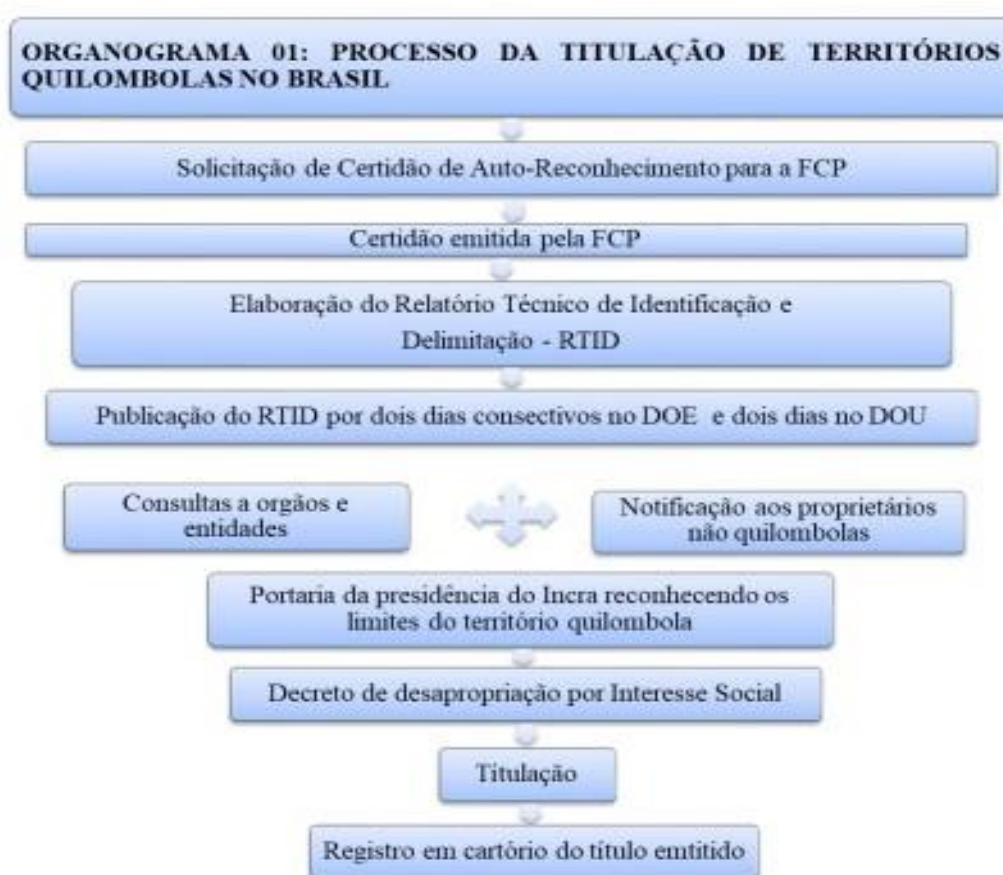 ORGANOGRAMA 01: PROCESSO DA TITULAÇÃO DE TERRITÓRIOS
QUILOMBOLAS NO BRASIL
Solicitação de Certidão de Auto-Reconhecimento para a FCP
Certidão emitida pela FCP
Elaboração do Relatório Técnico de Identificação e
Delimitação - RTID
Publicação do RTID por dois dias consectivos no DOE e dois dias no DOU
Consultas a orgãos e
entidades
Notificação aos proprietários
não quilombolas
Portaria da presidência do Incra reconhecendo os
limites do território quilombola
Decreto de desapropriação por Interesse Social
Titulação
Registro em cartório do título emtitido